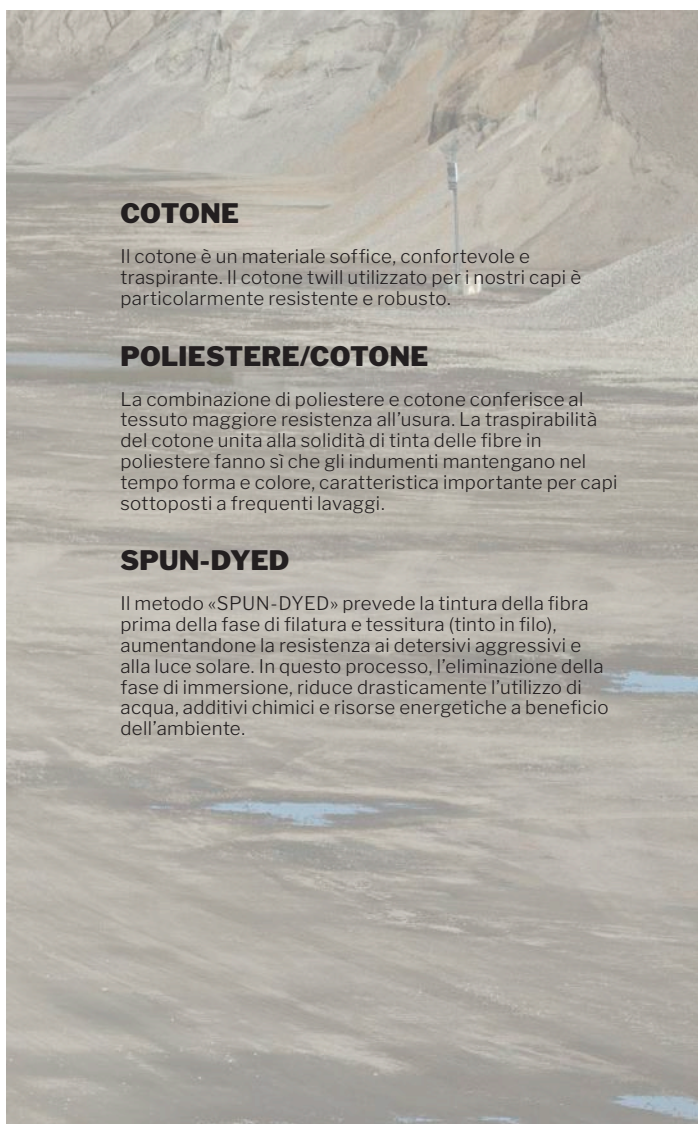 COTONE
Il cotone è un materiale soffice, confortevole e
traspirante. Il cotone twill utilizzato per i nostri capi è
particolarmente resistente e robusto.
POLIESTERE/COTONE
La combinazione di poliestere e cotone conferisce al
tessuto maggiore resistenza all'usura. La traspirabilità
del cotone unita alla solidità di tinta delle fibre in
poliestere fanno sì che gli indumenti mantengano nel
tempo forma e colore, caratteristica importante per capi
sottoposti a frequenti lavaggi.
SPUN-DYED
Il metodo «SPUN-DYED» prevede la tintura della fibra
prima della fase di filatura e tessitura (tinto in filo),
aumentandone la resistenza ai detersivi aggressivi e
alla luce solare. In questo processo, l'eliminazione della
fase di immersione, riduce drasticamente l'utilizzo di
acqua, additivi chimici e risorse energetiche a beneficio
dell'ambiente.